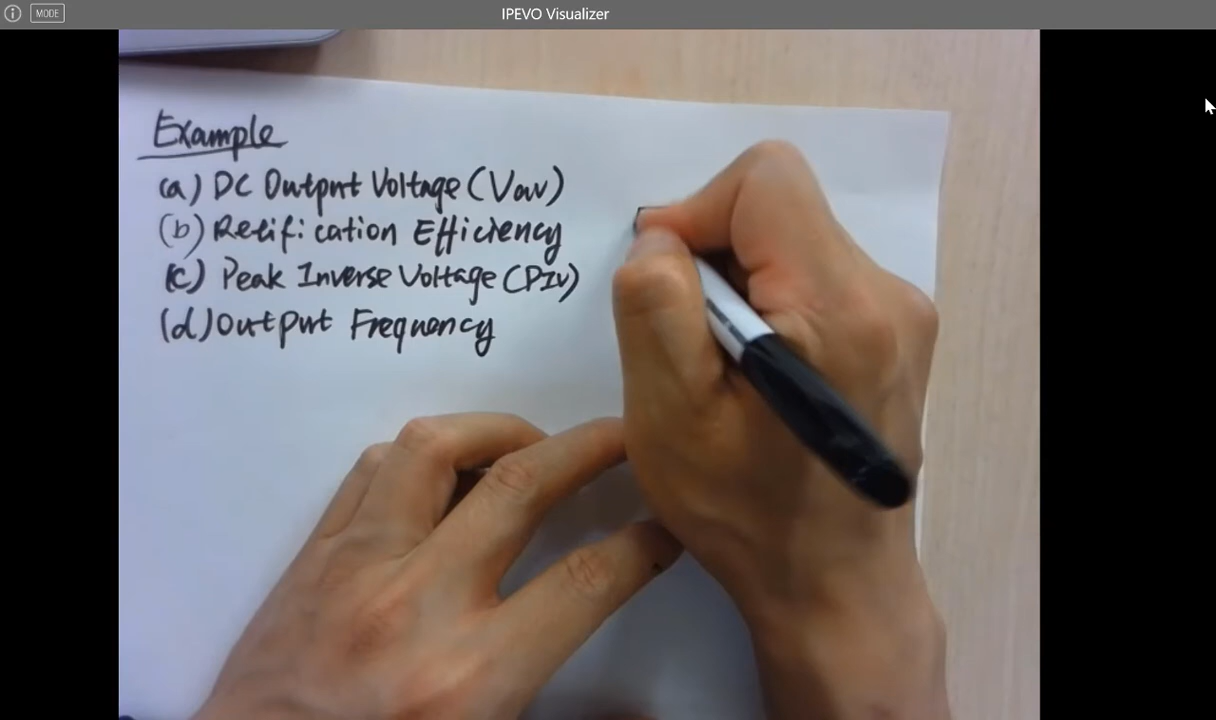 IPEVO Visualizer
MODE
Example
(a) DC Output Voltage (Vav)
(b) Retification Efficiency
(c) Peak Inverse Voltage (PIV)
(d) Output Frequency